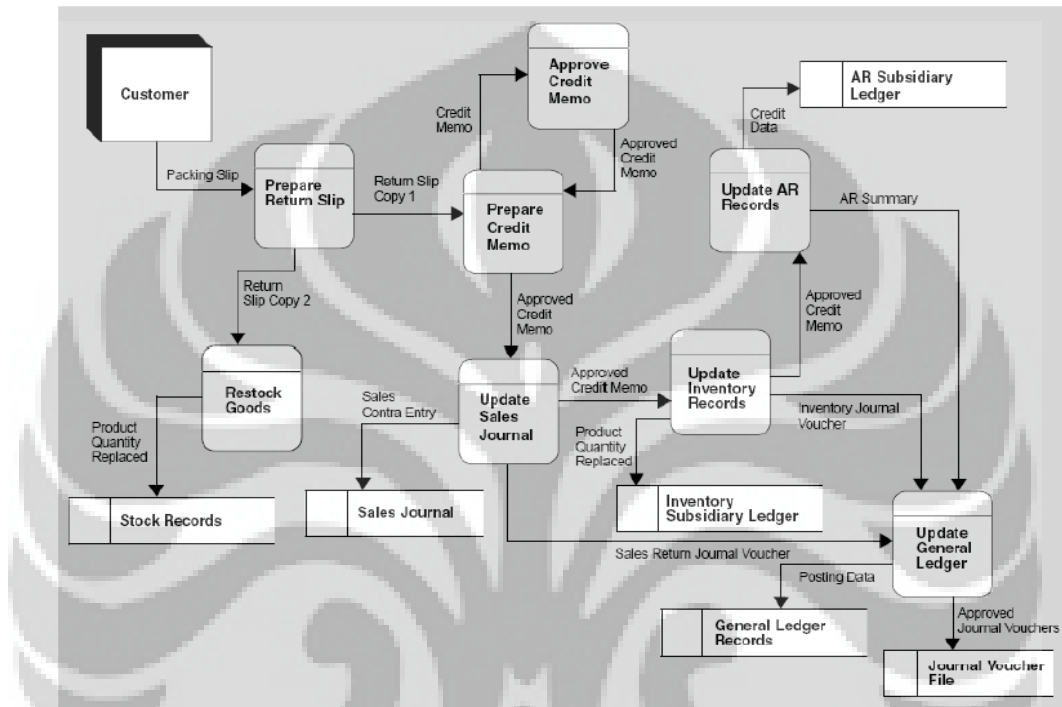 Customer
Packing Slip
Prepare
Return Slip
Return Slip
Copy 1
Return
Slip Copy 2
Credit
Memo
Approve
Credit
Memo
Approved
Credit
Memo
Prepare
Credit
Memo
Approved
Credit
Memo
Restock
Goods
Product
Quantity
Replaced
Stock Records
Sales
Contra Entry
Sales Journal
Update
Sales
Journal
Approved
Credit Memo
Update
Inventory
Records
Product
Quantity
Replaced
Inventory
Subsidiary Ledger
Approved
Credit
Memo
Update AR
Records
Credit
Data
AR Subsidiary
Ledger
AR Summary
Inventory Journal
Voucher
Sales Return Journal Voucher
Update
General
Ledger
Posting Data
General Ledger
Records
Approved
Journal Vouchers
Journal Voucher
File